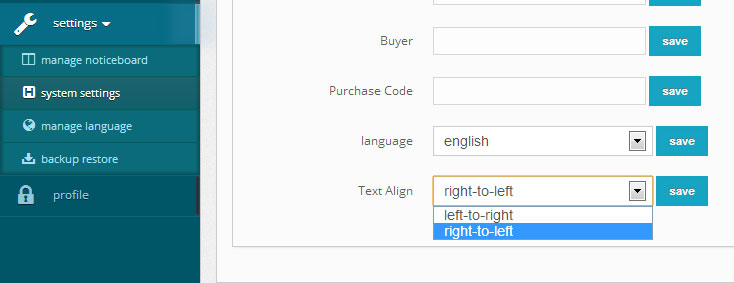 settings
manage noticeboard
system settings
manage language
backup restore
profile
Buyer save
Purchase Code save
language english save
Text Align right-to-left save
left-to-right
right-to-left